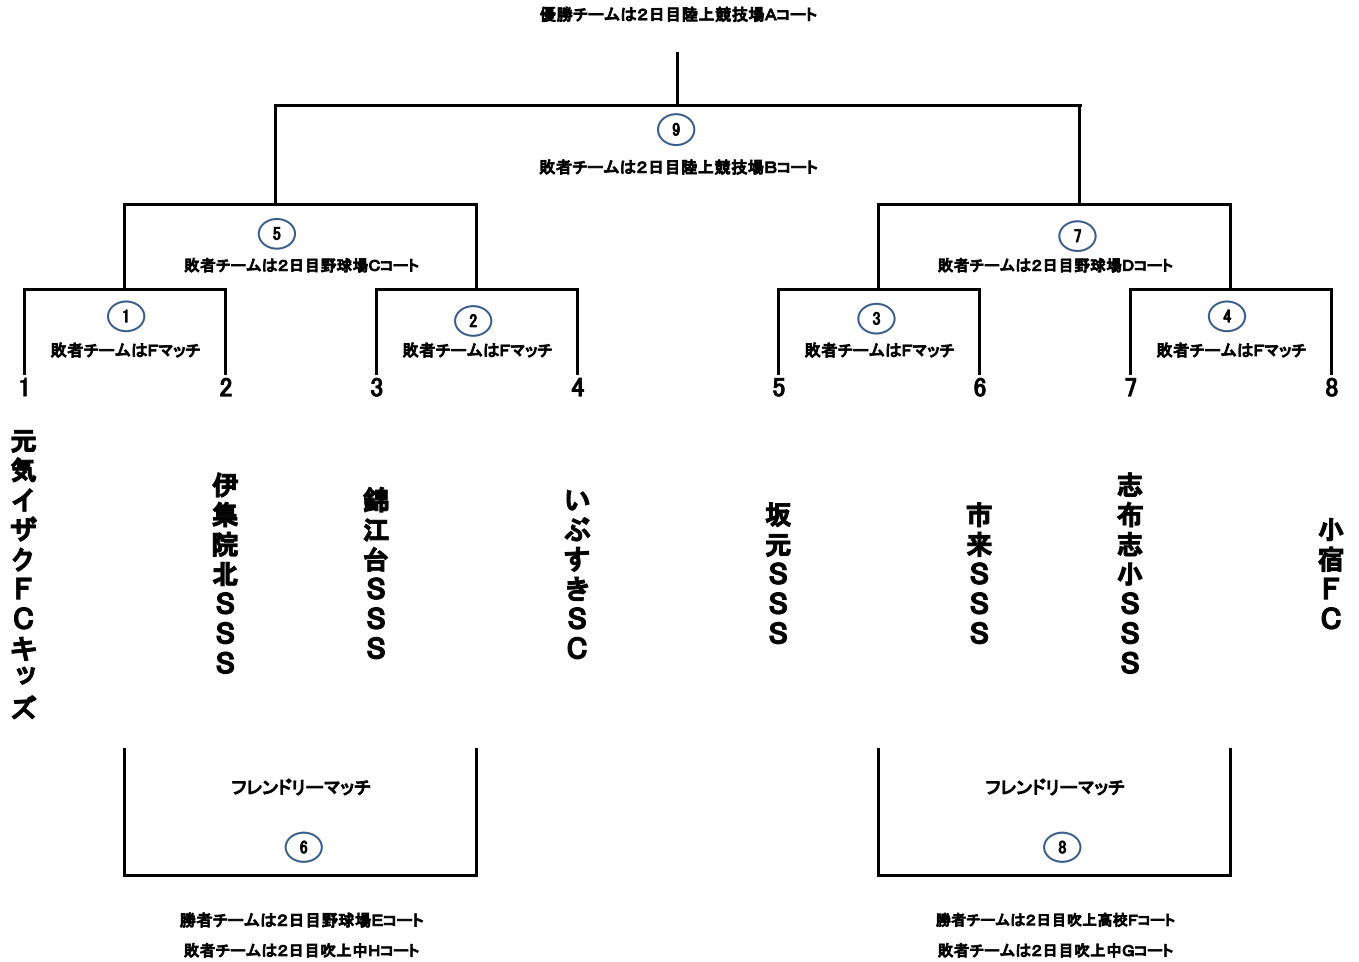 優勝チームは２日目陸上競技場Aコート
9
敗者チームは２日目陸上競技場Bコート
5
7
敗者チームは２日目野球場Cコート
敗者チームは２日目野球場Dコート
1
2
3
4
敗者チームはFマッチ
敗者チームはFマッチ
敗者チームはFマッチ
敗者チームはFマッチ
1
2
3
4
5
6
7
8
元気イザクＦＣキッズ
伊集院北ＳＳＳ
錦江台ＳＳＳ
いぶすきＳＣ
坂元ＳＳＳ
市来ＳＳＳ
志布志小ＳＳＳ
小宿ＦＣ
フレンドリーマッチ
フレンドリーマッチ
6
8
勝者チームは２日目野球場Eコート
敗者チームは２日目吹上中Hコート
勝者チームは２日目吹上高校Fコート
敗者チームは２日目吹上中Gコート